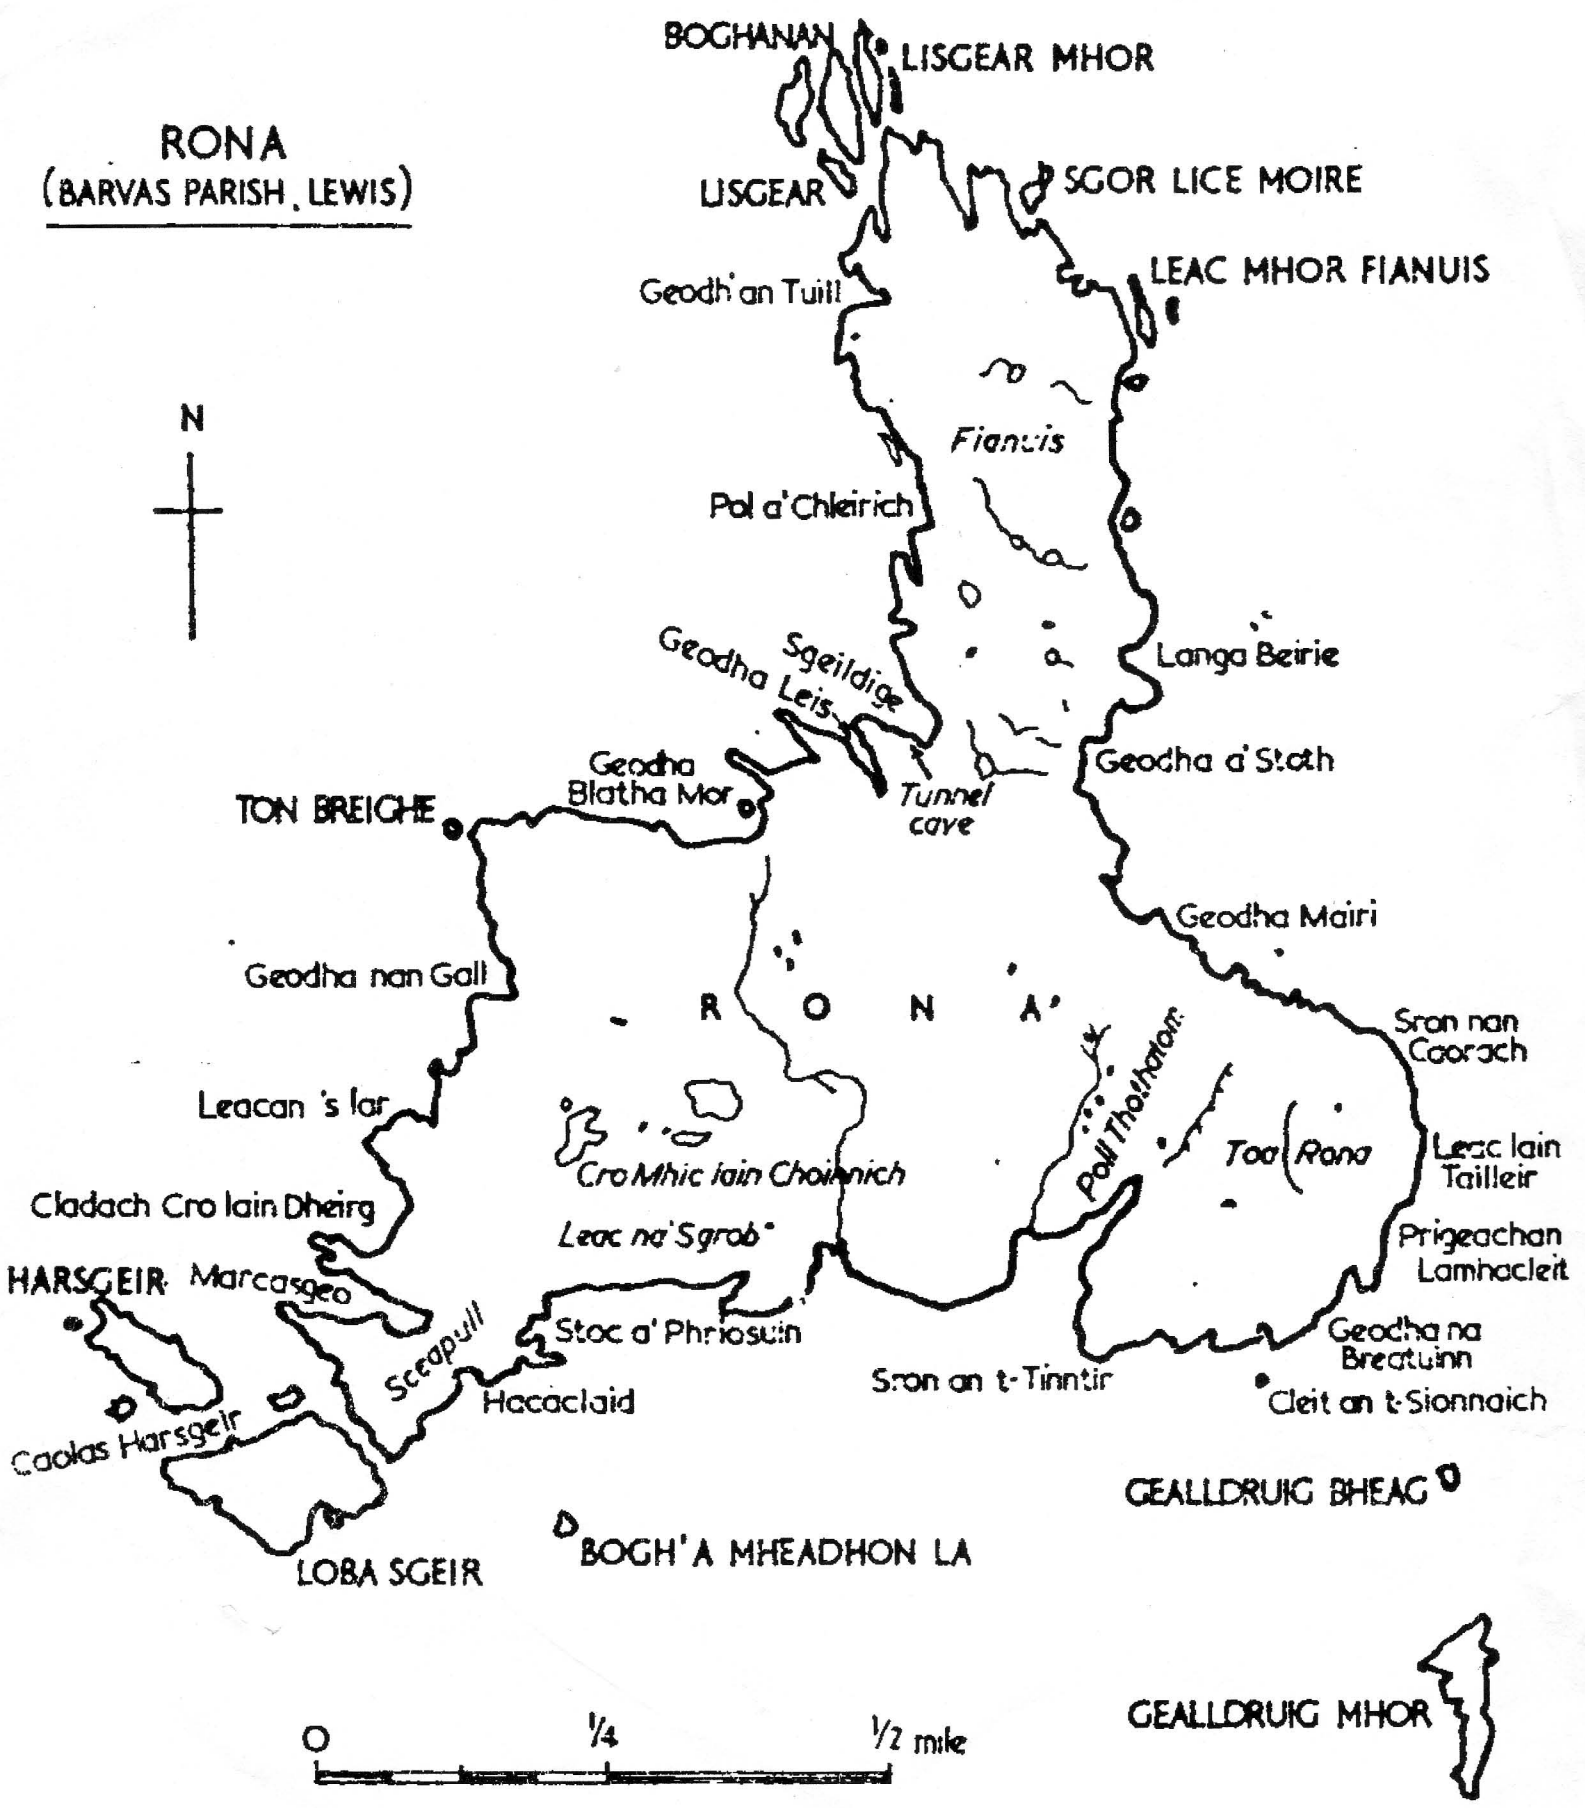 BOGHANAN
LISGEAR MHOR
RONA
(BARVAS PARISH, LEWIS)
LISGEAR
SGOR LICE MOIRE
LEAC MHOR FIANUIS
Geodh'an Tuill
N
Fianuis
Pol a'Chleirich
Sgeildige
Geodha Leis
Langa Beirie
Geodha
Blatha Mor
Geodha a'Stoth
Tunnel
cave
TON BREIGHE
Geodha Mairi
Geodha nan Gall
R O N A
Sron nan
Caorach
Poll Thothatom
Leacan 's Iar
Toa Rona
Leac Iain
Tailleir
Cro Mhic Iain Choinnich
Cladach Cro Iain Dheirg
Leac na'Sgrob
Prigeachan
Lamhacleit
HARSGEIR
Marcasgeo
Sceapull
Stoc a' Phriosuin
Geodha na
Breatuinn
Sron an t-Tinntir
Hacaclaid
Cleit an t-Sionnaich
Caolas Harsgeir
GEALLDRUIG BHEAG
BOGH'A MHEADHON LA
LOBA SGEIR
GEALLDRUIG MHOR
0 1/4 1/2 mile